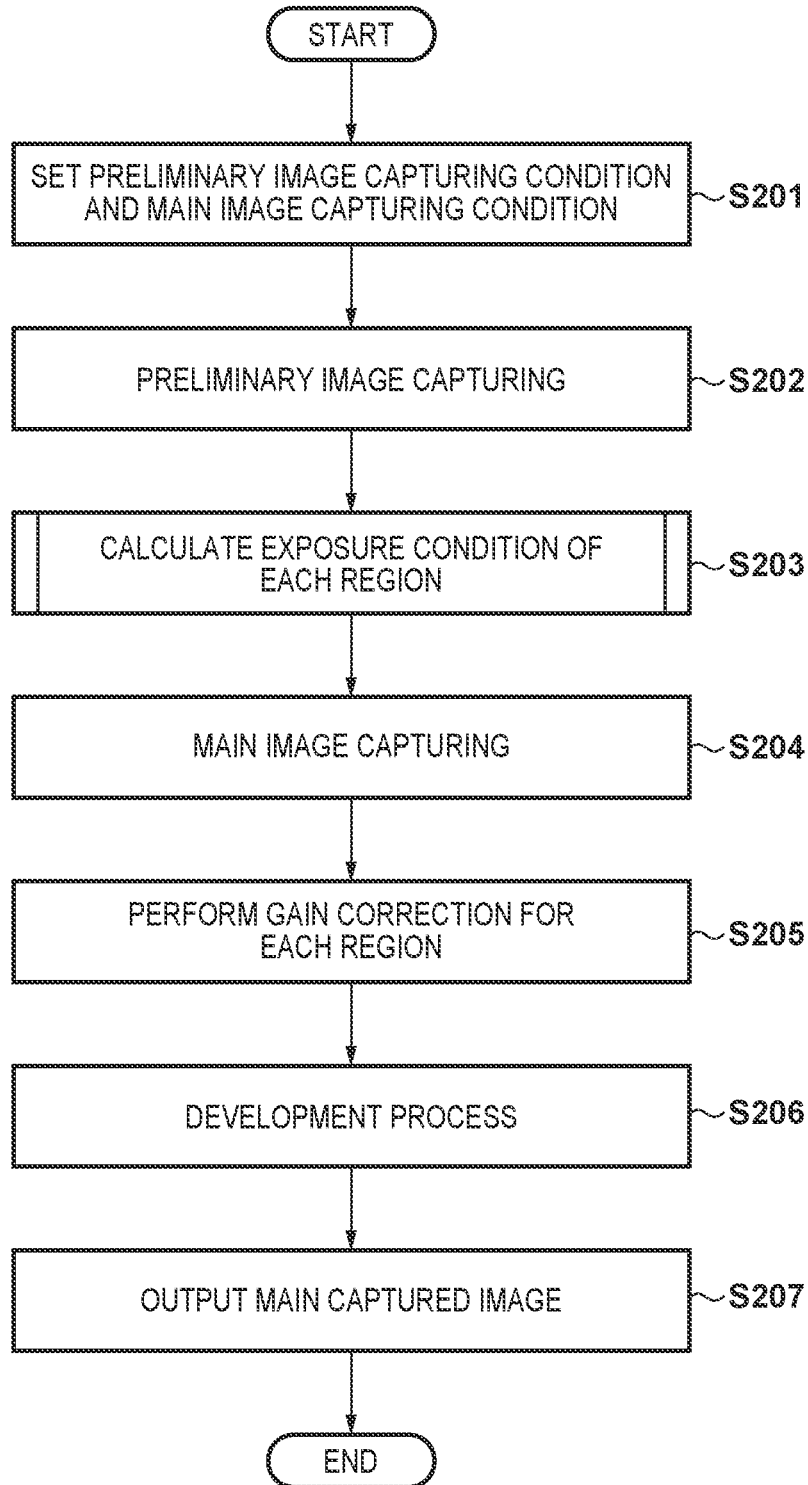 START
SET PRELIMINARY IMAGE CAPTURING CONDITION
AND MAIN IMAGE CAPTURING CONDITION
S201
PRELIMINARY IMAGE CAPTURING
S202
CALCULATE EXPOSURE CONDITION OF
EACH REGION
S203
MAIN IMAGE CAPTURING
S204
PERFORM GAIN CORRECTION FOR
EACH REGION
S205
DEVELOPMENT PROCESS
S206
OUTPUT MAIN CAPTURED IMAGE
S207
END